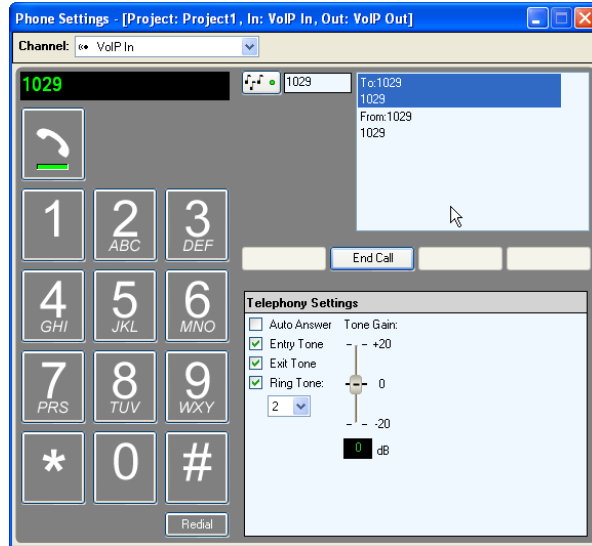 Phone Settings - [Project: Project1, In: VoIP In, Out: VoIP Out]
Channel: VoIP In
1029
1029
To:1029
1029
From:1029
1029
1
2
ABC
3
DEF
End Call
4
GHI
5
JKL
6
MNO
Telephony Settings
Auto Answer
Tone Gain:
Entry Tone
+20
Exit Tone
Ring Tone:
0
2
-20
0 dB
7
PRS
8
TUV
9
WXY
*
0
#
Redial